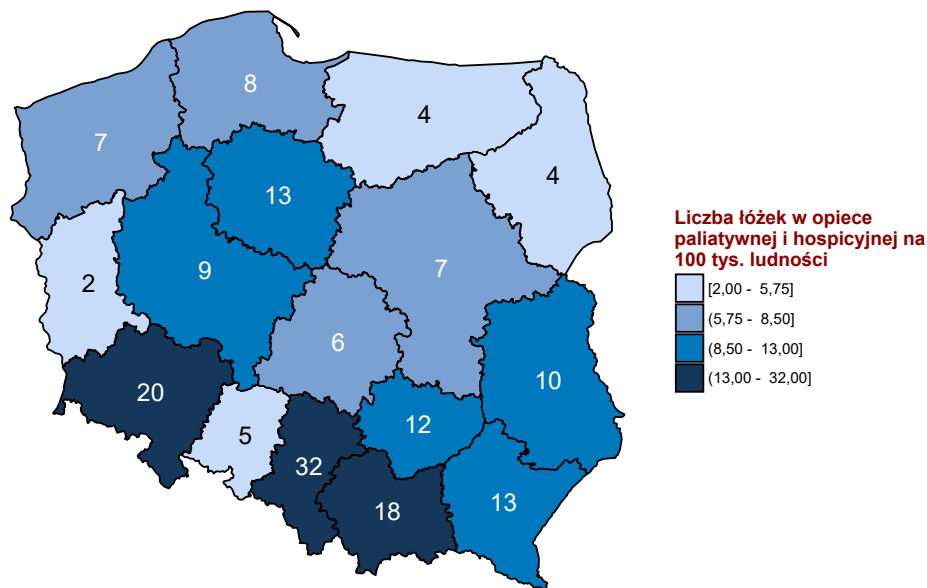 8
4
7
4
13
9
7
2
6
10
20
12
5
32
18
13
Liczba łóżek w opiece
paliatywnej i hospicyjnej na
100 tys. ludności
[2,00 - 5,75]
(5,75 - 8,50]
(8,50 - 13,00]
(13,00 - 32,00]